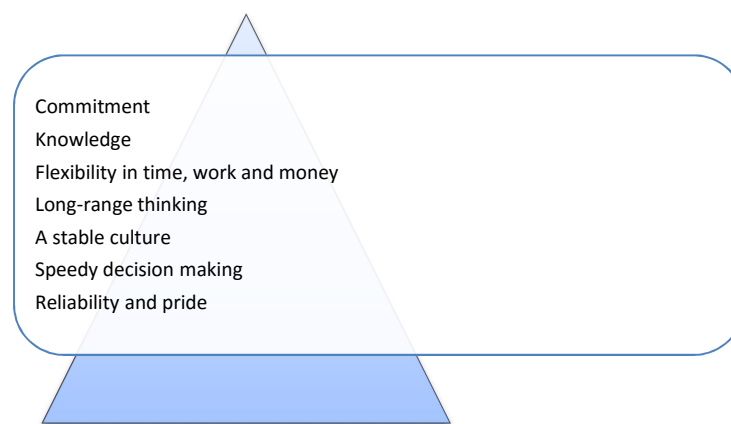 Commitment
Knowledge
Flexibility in time, work and money
Long-range thinking
A stable culture
Speedy decision making
Reliability and pride